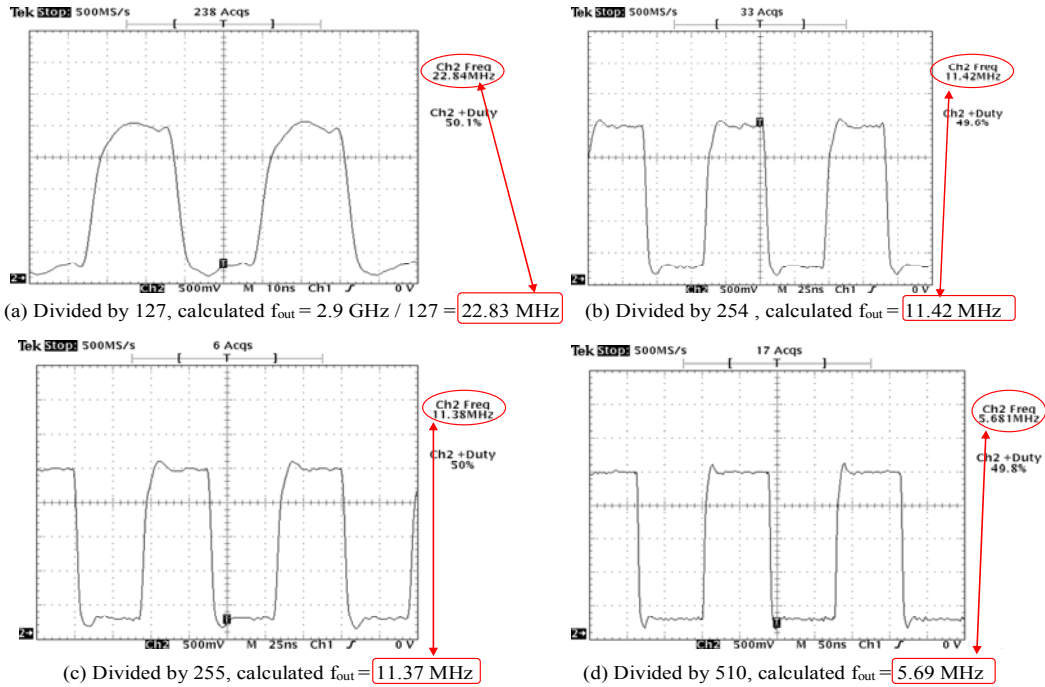 Tek Stop: 500MS/s 238 Acqs
Ch2 Freq
22.84MHz
Ch2 +Duty
50.1%
T
2→
Ch2 500mV M 10ns Ch1 0 V
(a) Divided by 127, calculated fout = 2.9 GHz / 127 = 22.83 MHz
Tek Stop: 500MS/s 33 Acqs
Ch2 Freq
11.42MHz
Ch2 +Duty
49.6%
T
2→
Ch2 500mV M 25ns Ch1 0 V
(b) Divided by 254 , calculated fout = 11.42 MHz
Tek Stop: 500MS/s 6 Acqs
Ch2 Freq
11.38MHz
Ch2 +Duty
50%
T
2→
Ch2 500mV M 25ns Ch1 0 V
(c) Divided by 255, calculated fout = 11.37 MHz
Tek Stop: 500MS/s 17 Acqs
Ch2 Freq
5.681MHz
Ch2 +Duty
49.8%
T
2→
Ch2 500mV M 50ns Ch1 0 V
(d) Divided by 510, calculated fout = 5.69 MHz